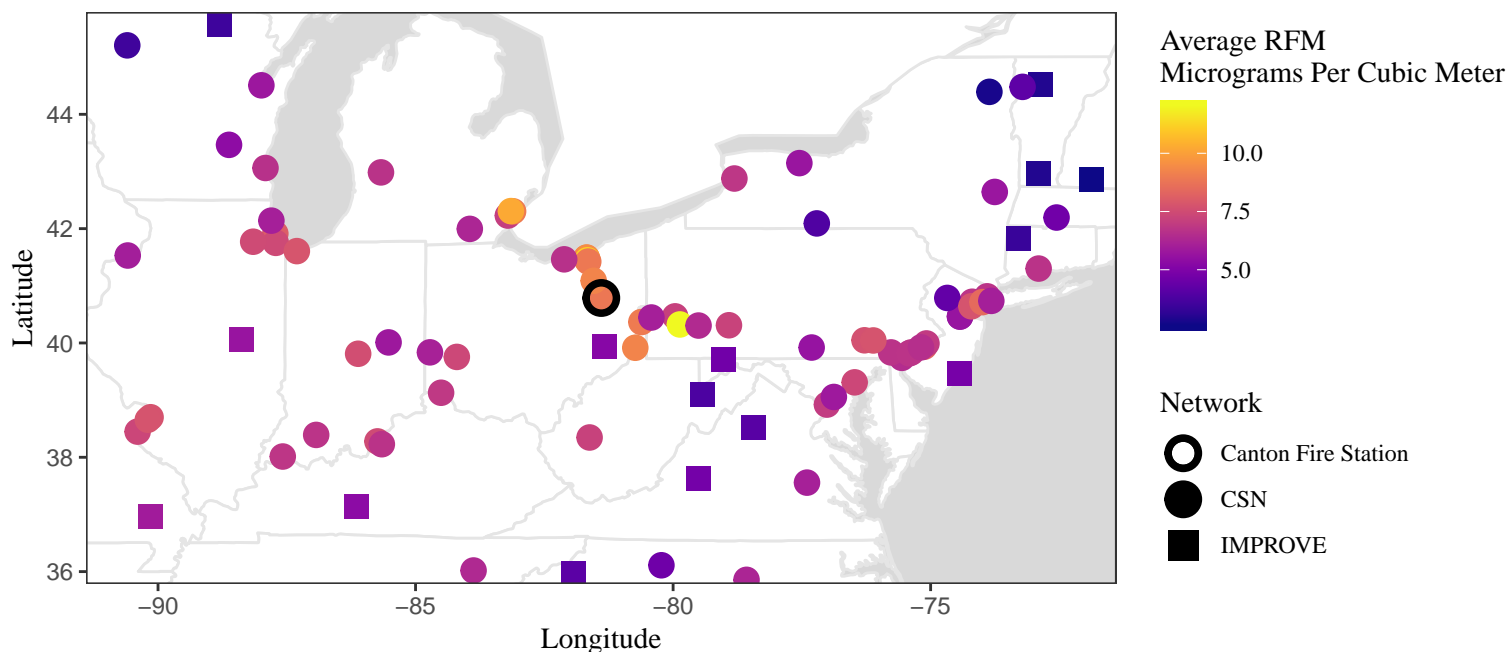 Average RFM
Micrograms Per Cubic Meter
10.0
7.5
5.0
Network
Canton Fire Station
CSN
IMPROVE
44
42
40
38
36
Latitude
−90
−85
−80
−75
Longitude